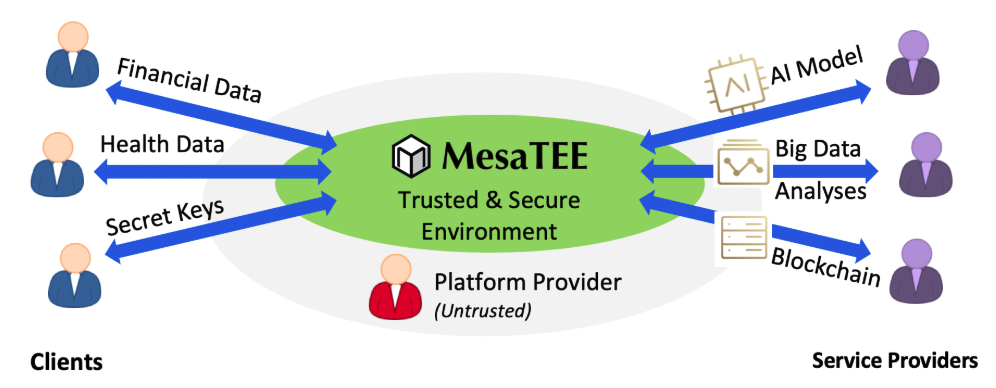 Financial Data
Health Data
Secret Keys
MesaTEE
Trusted & Secure
Environment
Platform Provider
(Untrusted)
AI
AI Model
Big Data
Analyses
Blockchain
Clients
Service Providers